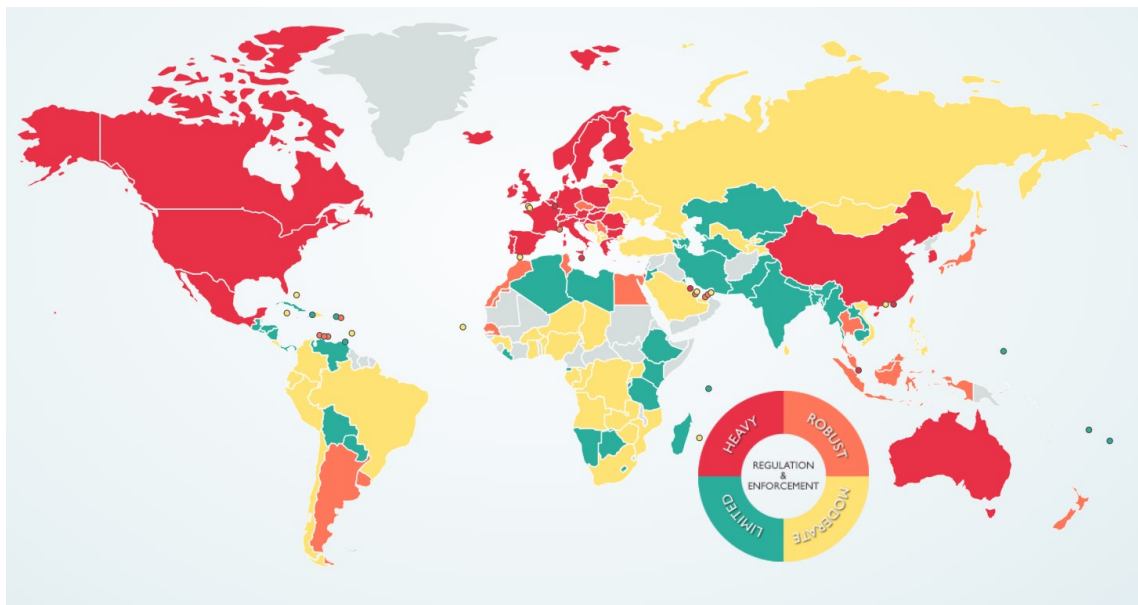 HEAVY
ROBUST
REGULATION
&
ENFORCEMENT
LIMITED
MODERATE